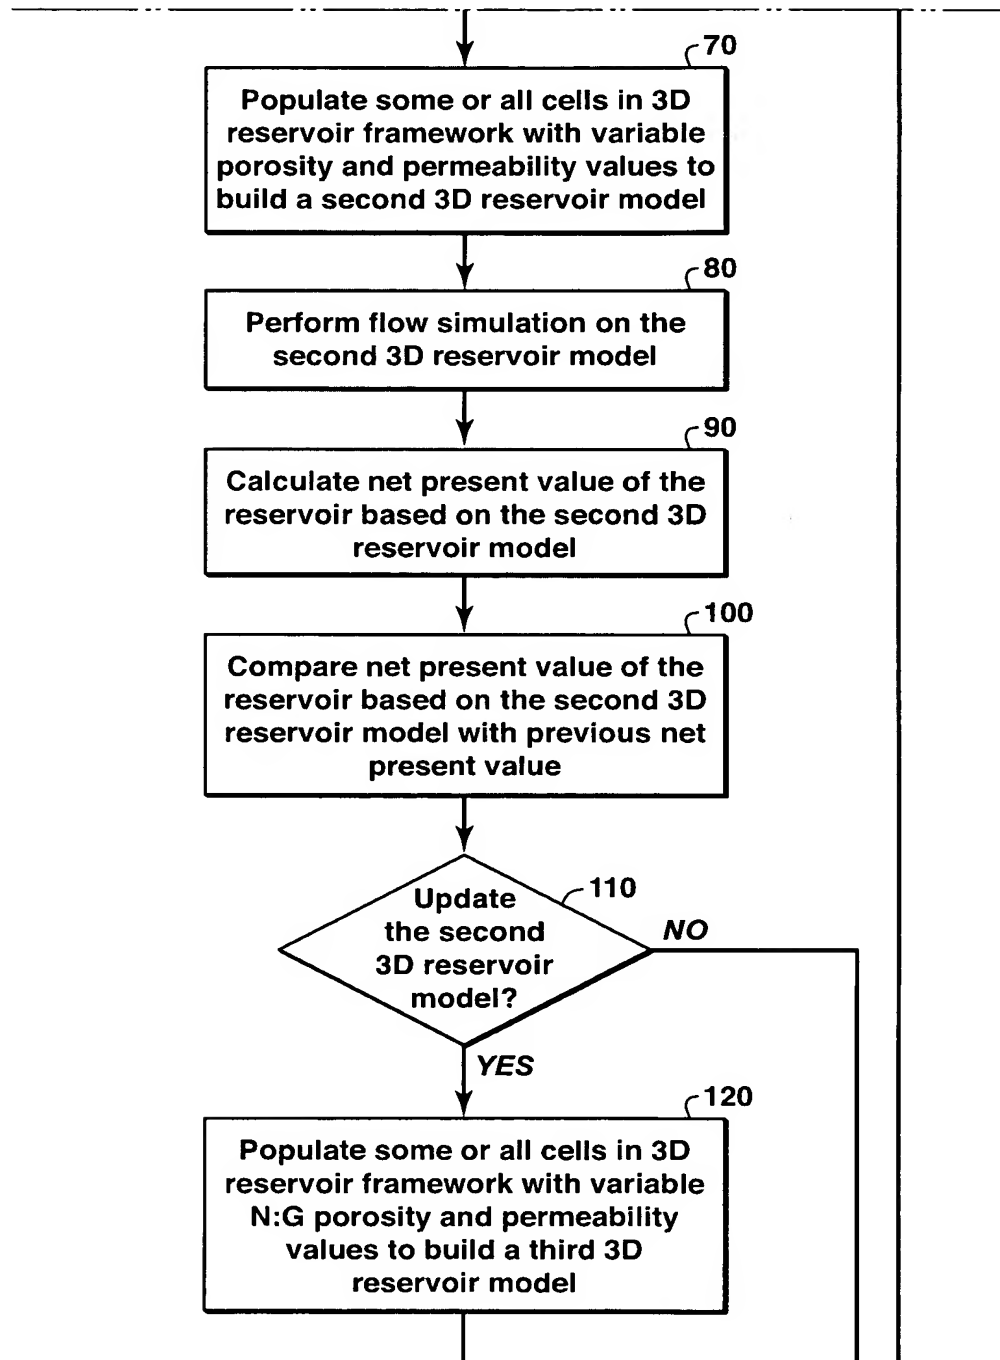 70
Populate some or all cells in 3D
reservoir framework with variable
porosity and permeability values to
build a second 3D reservoir model
80
Perform flow simulation on the
second 3D reservoir model
90
Calculate net present value of the
reservoir based on the second 3D
reservoir model
100
Compare net present value of the
reservoir based on the second 3D
reservoir model with previous net
present value
110
Update
the second
3D reservoir
model?
NO
YES
120
Populate some or all cells in 3D
reservoir framework with variable
N:G porosity and permeability
values to build a third 3D
reservoir model